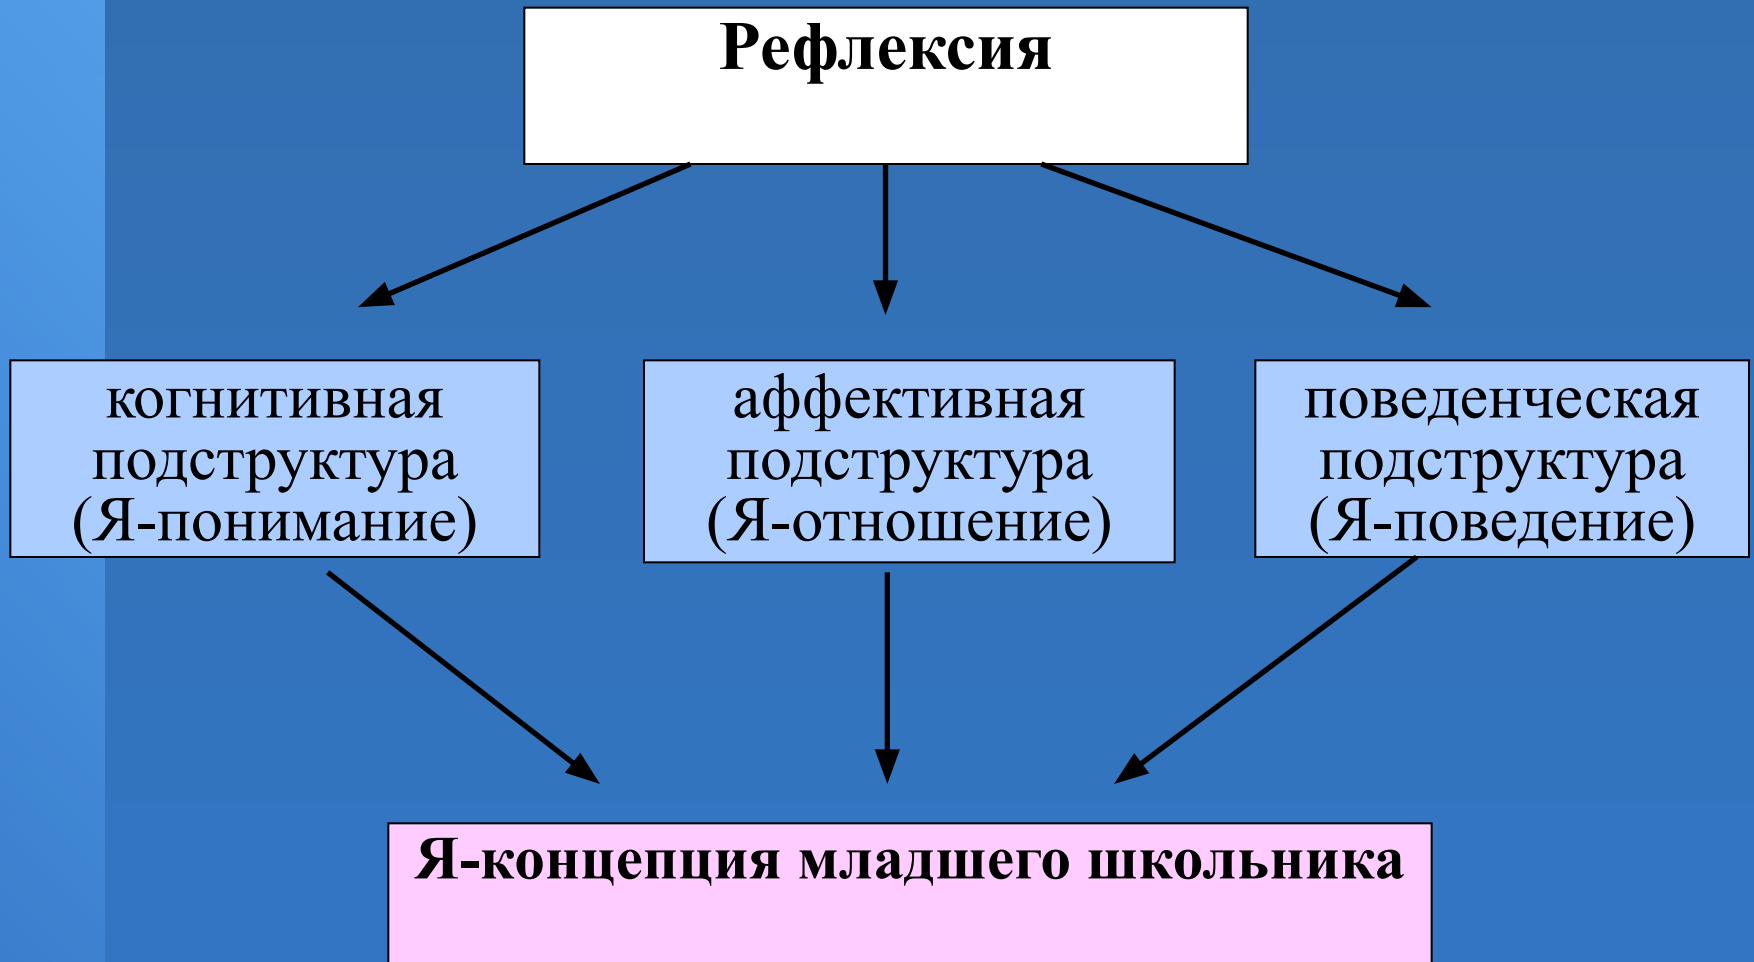 Рефлексия
когнитивная
подструктура
(Я-понимание)
аффективная
подструктура
(Я-отношение)
поведенческая
подструктура
(Я-поведение)
Я-концепция младшего школьника